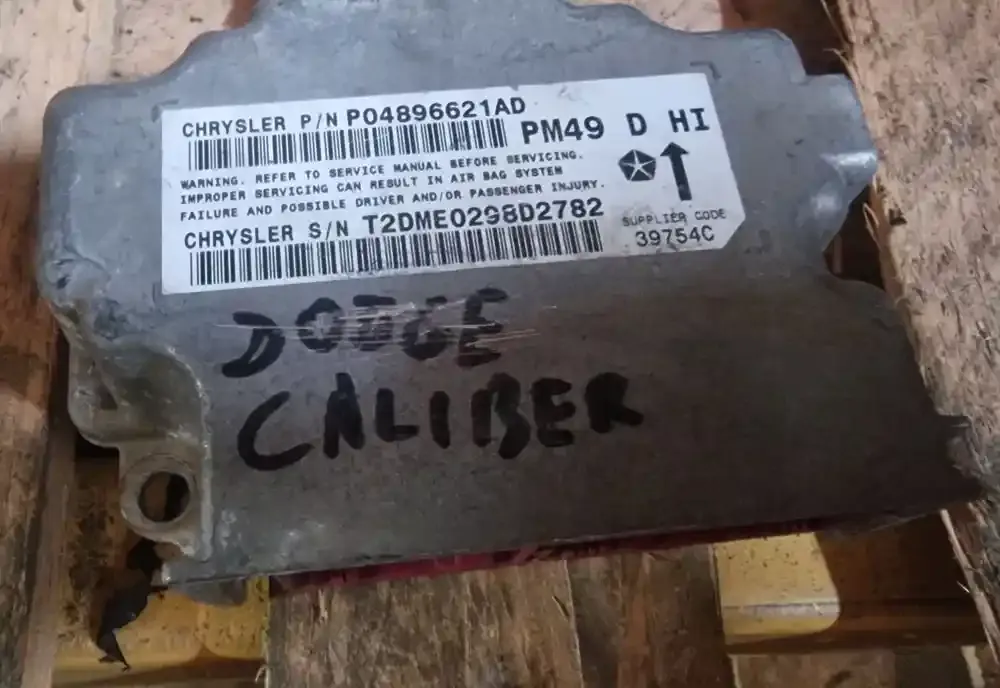 CHRYSLER P/N P04896621AD
PM49 D HI
WARNING. REFER TO SERVICE MANUAL BEFORE SERVICING.
IMPROPER SERVICING CAN RESULT IN AIR BAG SYSTEM
FAILURE AND POSSIBLE DRIVER AND/OR PASSENGER INJURY.
CHRYSLER S/N T2DME0298D2782
SUPPLIER CODE
39754C
DODGE
CALIBER